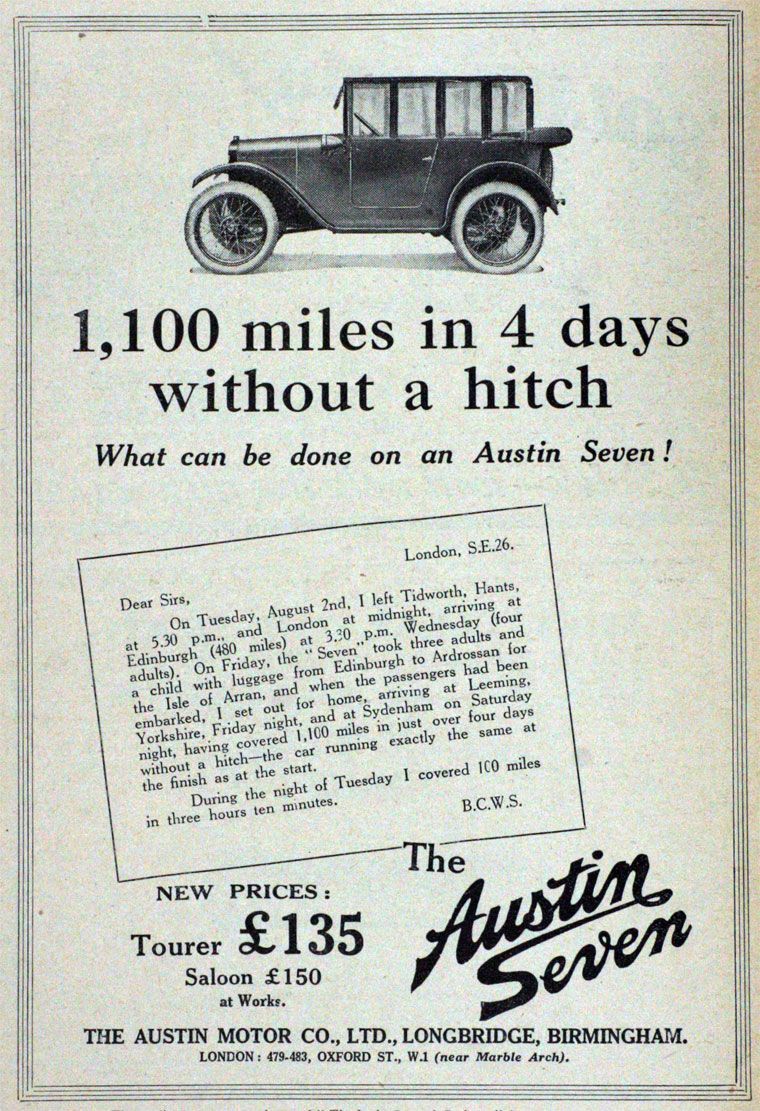 1,100 miles in 4 days
without a hitch
What can be done on an Austin Seven!
London, S.E.26.
Dear Sirs,
On Tuesday, August 2nd, I left Tidworth, Hants,
at 5.30 p.m., and London at midnight, arriving at
Edinburgh (480 miles) at 3.30 p.m. Wednesday (four
adults). On Friday, the "Seven" took three adults and
a child with luggage from Edinburgh to Ardrossan for
the Isle of Arran, and when the passengers had been
embarked, I set out for home, arriving at Leeming,
Yorkshire, Friday night, and at Sydenham on Saturday
night, having covered 1,100 miles in just over four days
without a hitch—the car running exactly the same at
the finish as at the start.
During the night of Tuesday I covered 100 miles
in three hours ten minutes.
B.C.W.S.
The
Austin
Seven
NEW PRICES:
Tourer £135
Saloon £150
at Works.
THE AUSTIN MOTOR CO., LTD., LONGBRIDGE, BIRMINGHAM.
LONDON: 479-483, OXFORD ST., W.1 (near Marble Arch).